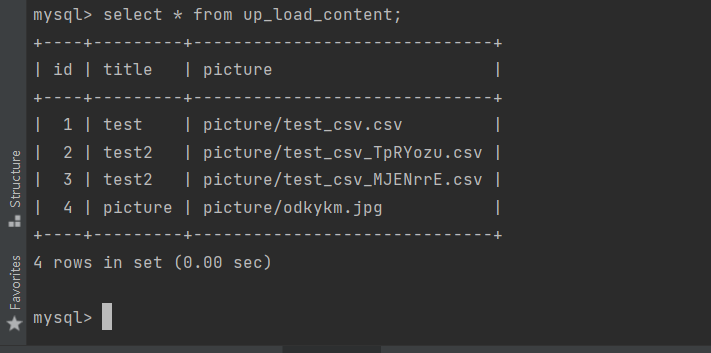 mysql> select * from up_load_content;
+----+---------+------------------------------+
| id | title   | picture                      |
+----+---------+------------------------------+
|  1 | test    | picture/test_csv.csv         |
|  2 | test2   | picture/test_csv_TpRYozu.csv |
|  3 | test2   | picture/test_csv_MJENrrE.csv |
|  4 | picture | picture/odkykm.jpg           |
+----+---------+------------------------------+
4 rows in set (0.00 sec)
mysql>
Structure
Favorites